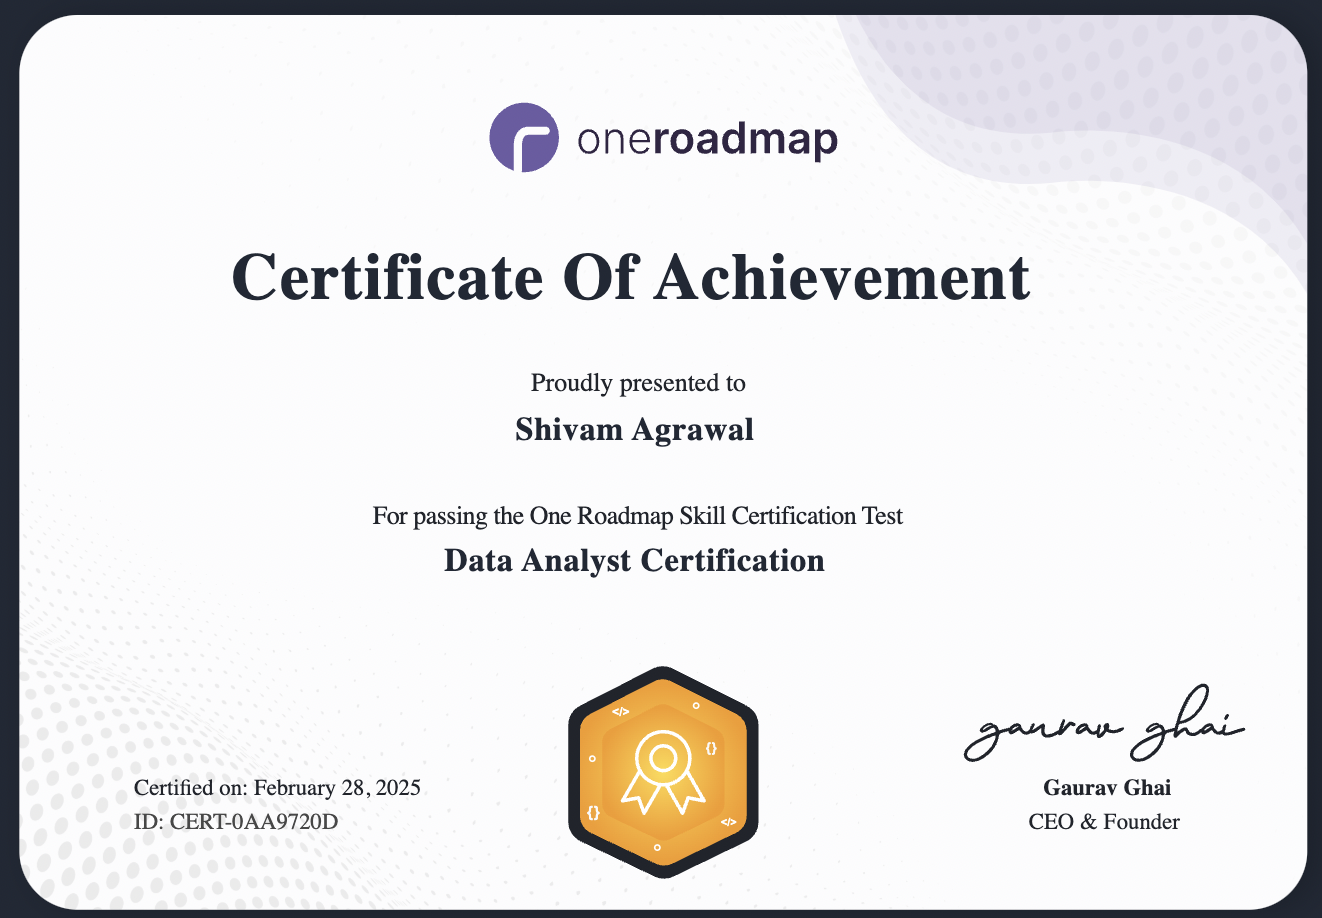 oneroadmap
Certificate Of Achievement
Proudly presented to
Shivam Agrawal
For passing the One Roadmap Skill Certification Test
Data Analyst Certification
</>
{}
{}
</>
gaurav ghai
Certified on: February 28, 2025
Gaurav Ghai
ID: CERT-0AA9720D
CEO & Founder